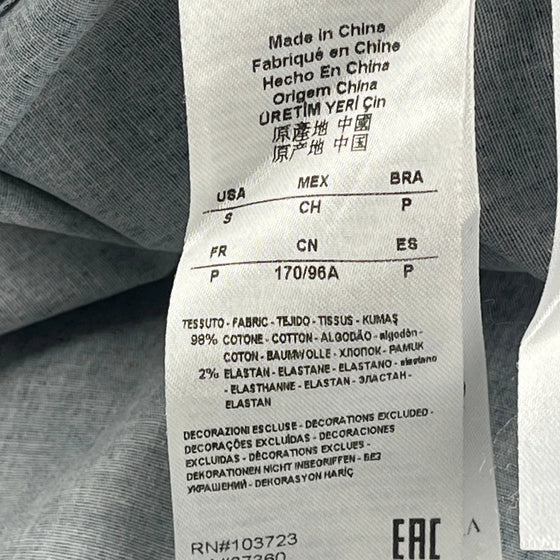 Made in China
Fabriqué en Chine
Hecho En China
Origem China
ÜRETİM YERİ Çin
原產地 中國
原产地 中国
USA MEX BRA
S CH P
FR CN ES
P 170/96A P
TESSUTO - FABRIC - TEJIDO - TISSUS - KUMAŞ
98% COTONE - COTTON - ALGODÃO - algodón -
COTON - BAUMWOLLE - ХЛОПОК - PAMUK
2% ELASTAN - ELASTANE - ELASTANO - elastano
- ELASTHANNE - ELASTHAN - ЭЛАСТАН -
ELASTAN
DECORAZIONI ESCLUSE - DECORATIONS EXCLUDED -
DECORAÇÕES EXCLUÍDAS - DECORACIONES
EXCLUIDAS - DÉCORATIONS EXCLUES -
DEKORATIONEN NICHT INBEGRIFFEN - БЕЗ
УКРАШЕНИЙ - DEKORASYON HARİÇ
RN#103723
EAC